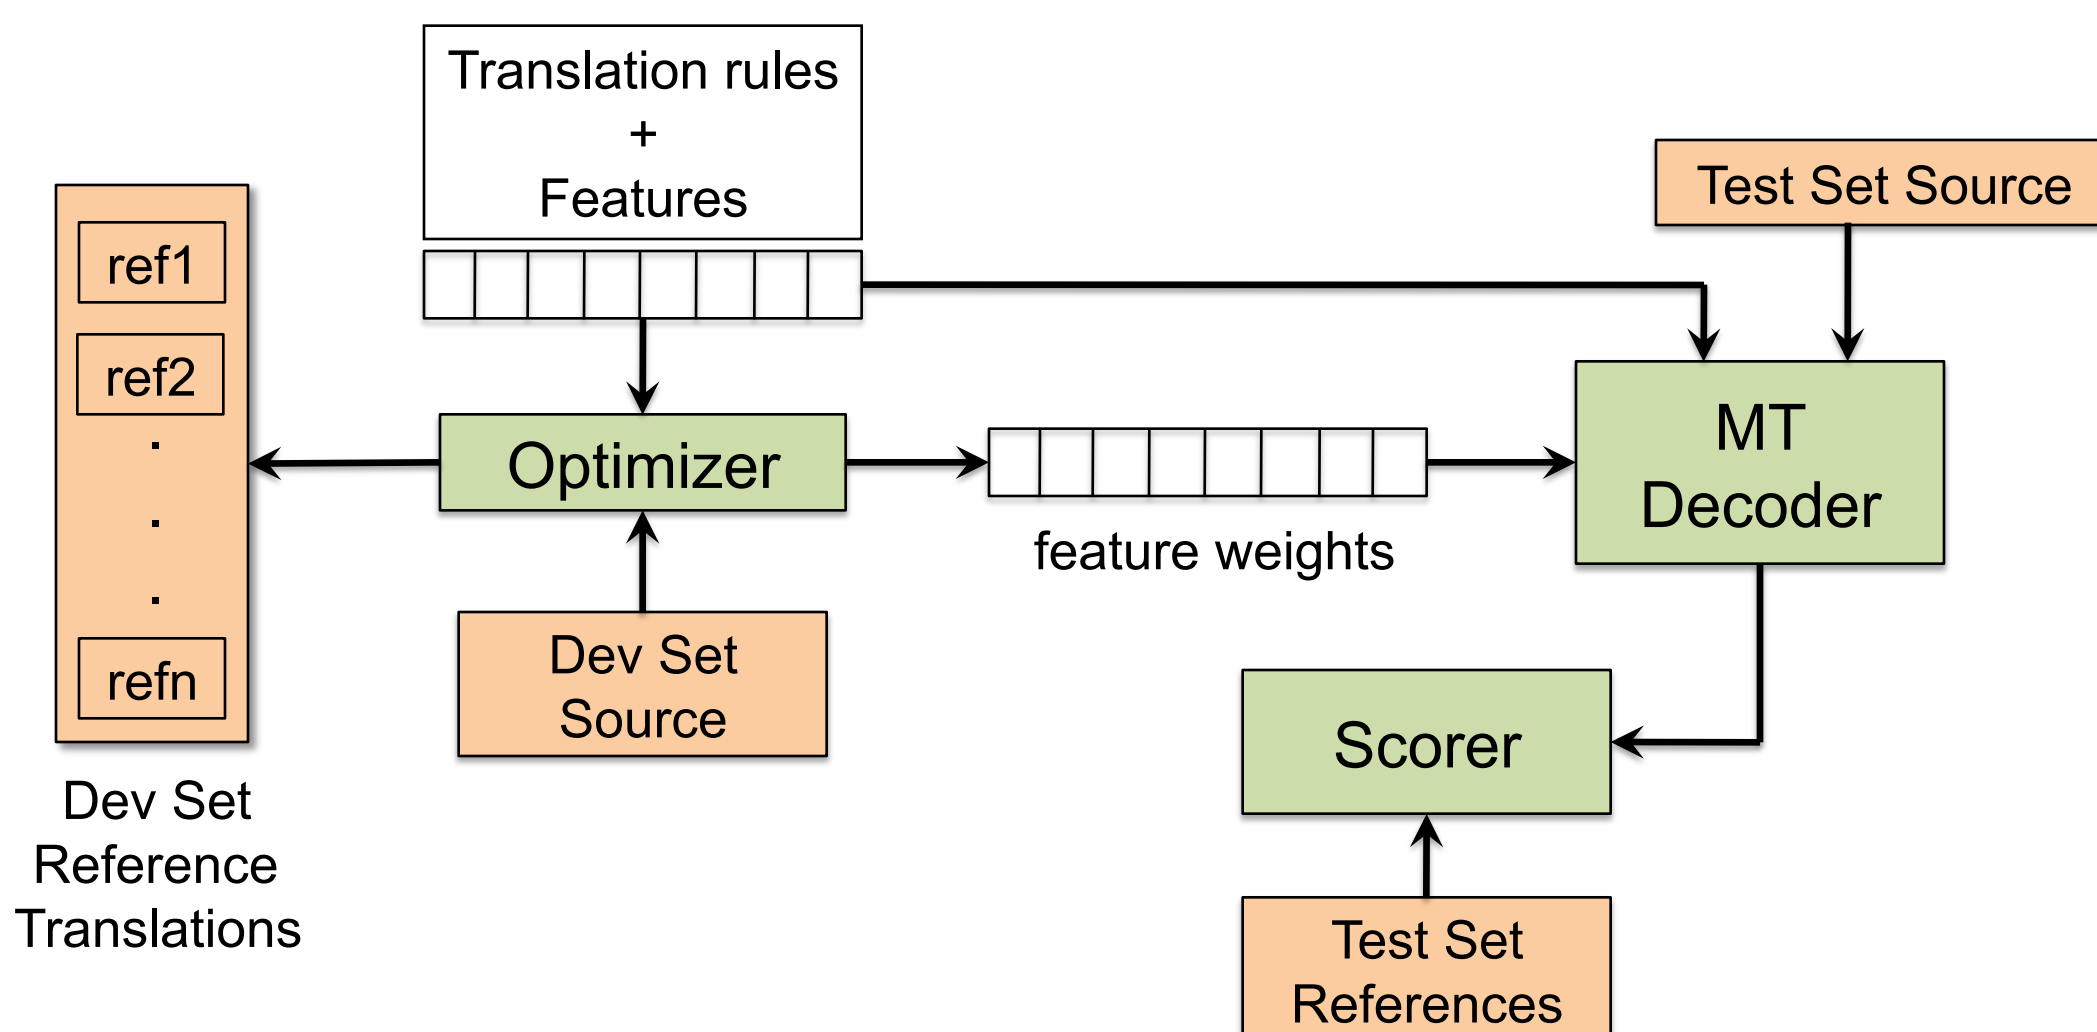 Translation rules
+
Features
Test Set Source
ref1
ref2
.
.
.
refn
Dev Set
Reference
Translations
Optimizer
Dev Set
Source
feature weights
MT
Decoder
Scorer
Test Set
References